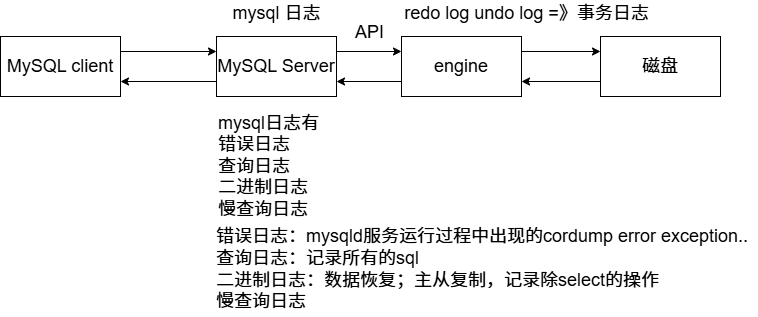 mysql 日志
redo log undo log =》事务日志
API
MySQL client
MySQL Server
engine
磁盘
mysql日志有
错误日志
查询日志
二进制日志
慢查询日志
错误日志：mysqld服务运行过程中出现的cordump error exception..
查询日志：记录所有的sql
二进制日志：数据恢复；主从复制，记录除select的操作
慢查询日志